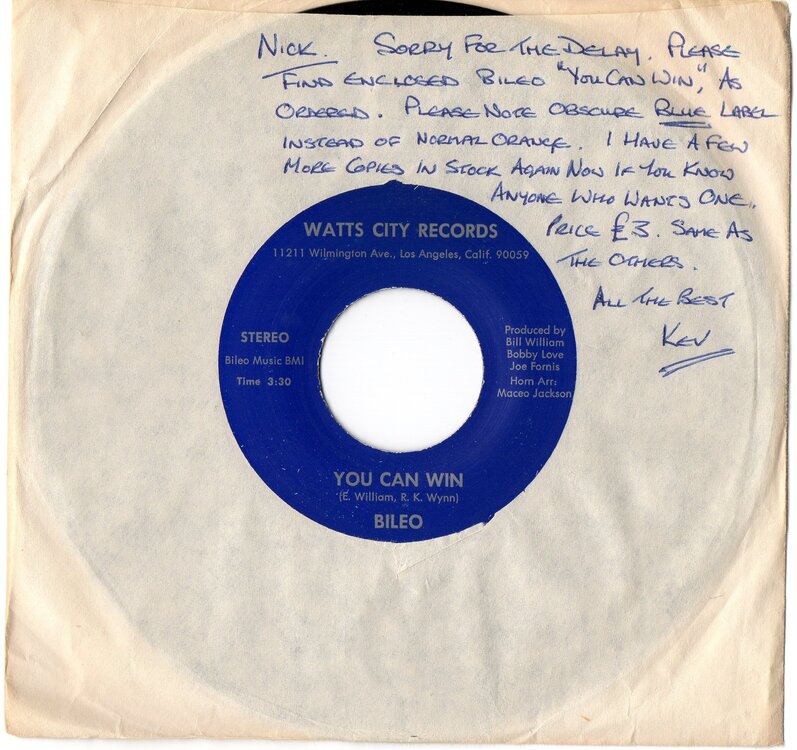 NICK. SORRY FOR THE DELAY. PLEASE
FIND ENCLOSED BILEO "YOU CAN WIN," AS
ORDERED. PLEASE NOTE OBSCURE BLUE LABEL
INSTEAD OF NORMAL ORANGE. I HAVE A FEW
MORE COPIES IN STOCK AGAIN NOW IF YOU KNOW
ANYONE WHO WANTS ONE..
PRICE £3. SAME AS
THE OTHERS.
ALL THE BEST
KEV
WATTS CITY RECORDS
11211 Wilmington Ave., Los Angeles, Calif. 90059
STEREO
Bileo Music BMI
Time 3:30
Produced by
Bill William
Bobby Love
Joe Fornis
Horn Arr:
Maceo Jackson
YOU CAN WIN
(E. William, R. K. Wynn)
BILEO